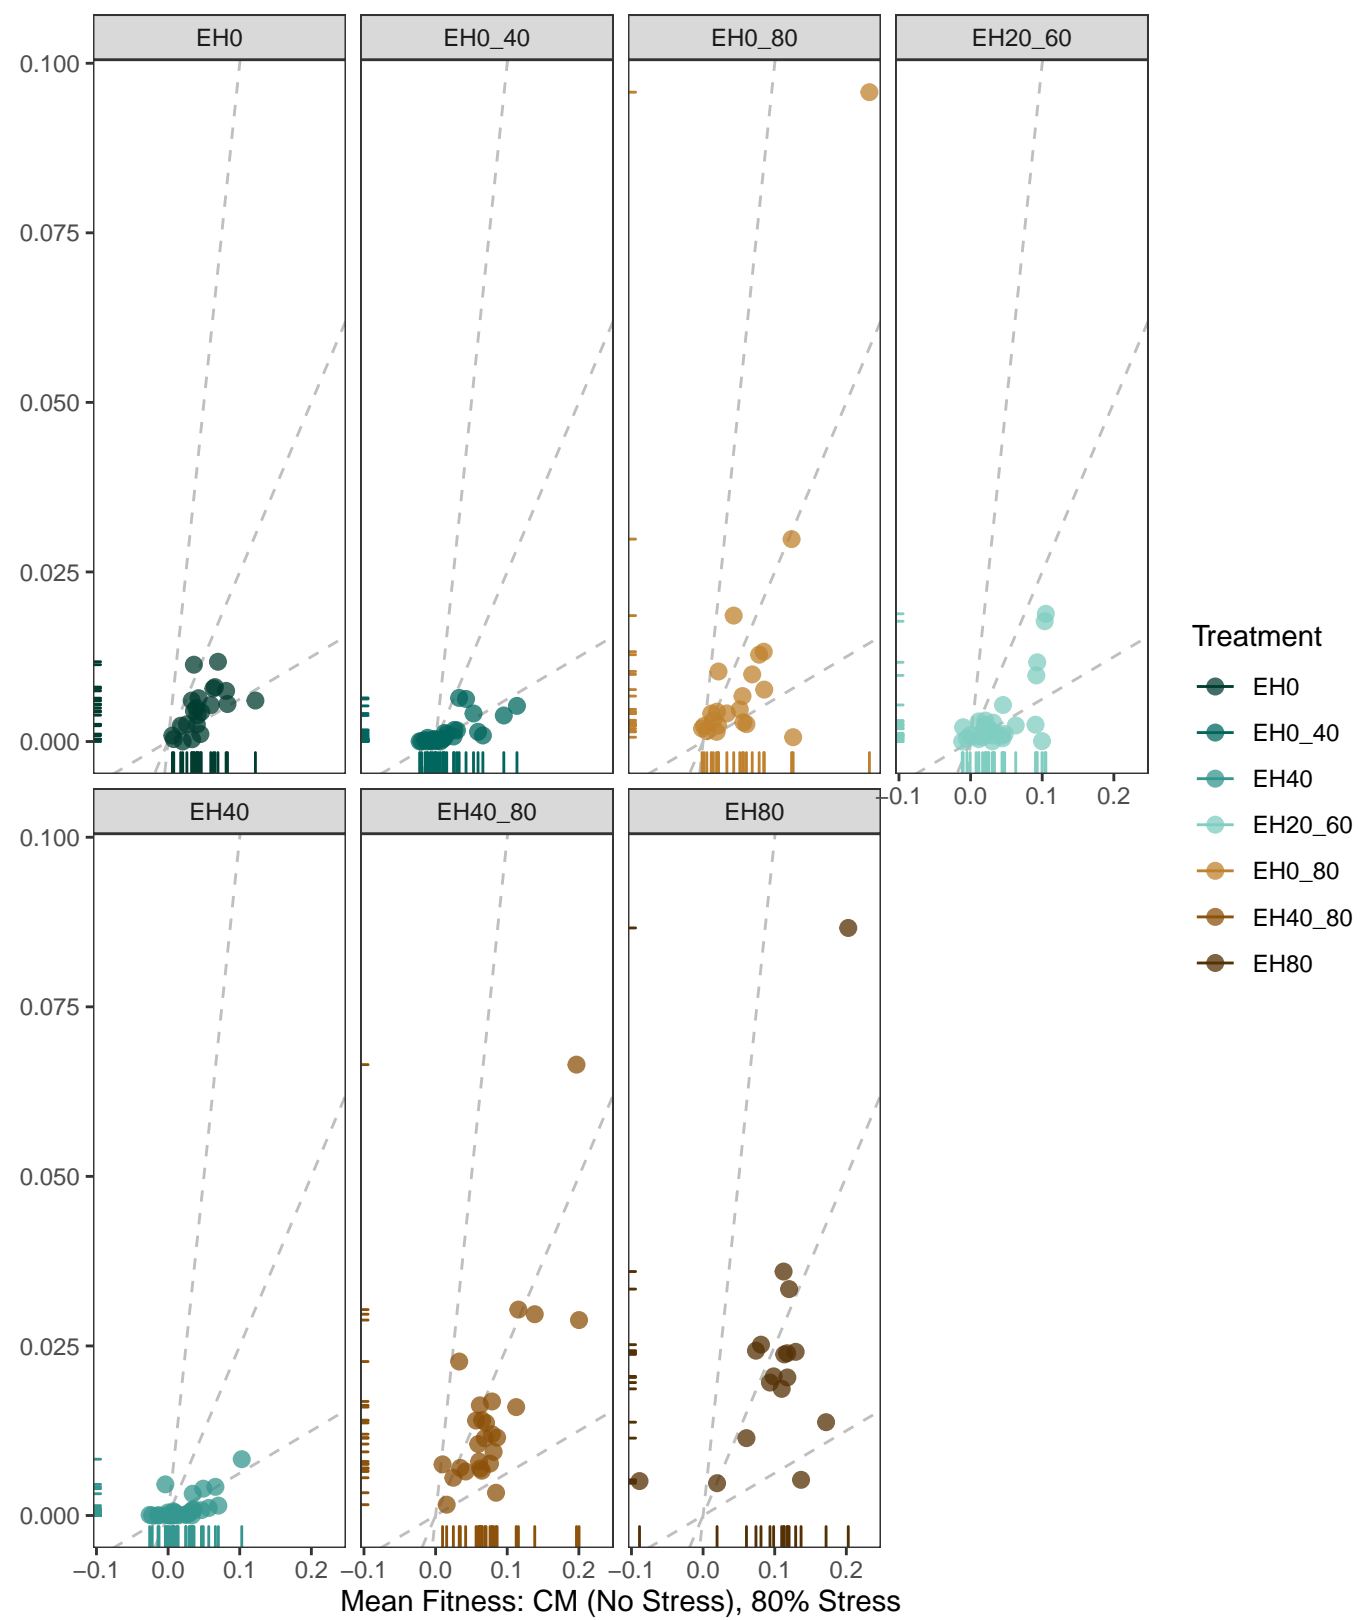 EH0 EH0_40 EH0_80 EH20_60
0.100
0.075
0.050
0.025
0.000
−0.1 0.0 0.1 0.2
EH40 EH40_80 EH80
0.100
0.075
0.050
0.025
0.000
−0.1 0.0 0.1 0.2 −0.1 0.0 0.1 0.2 −0.1 0.0 0.1 0.2
Mean Fitness: CM (No Stress), 80% Stress
Treatment
EH0
EH0_40
EH40
EH20_60
EH0_80
EH40_80
EH80